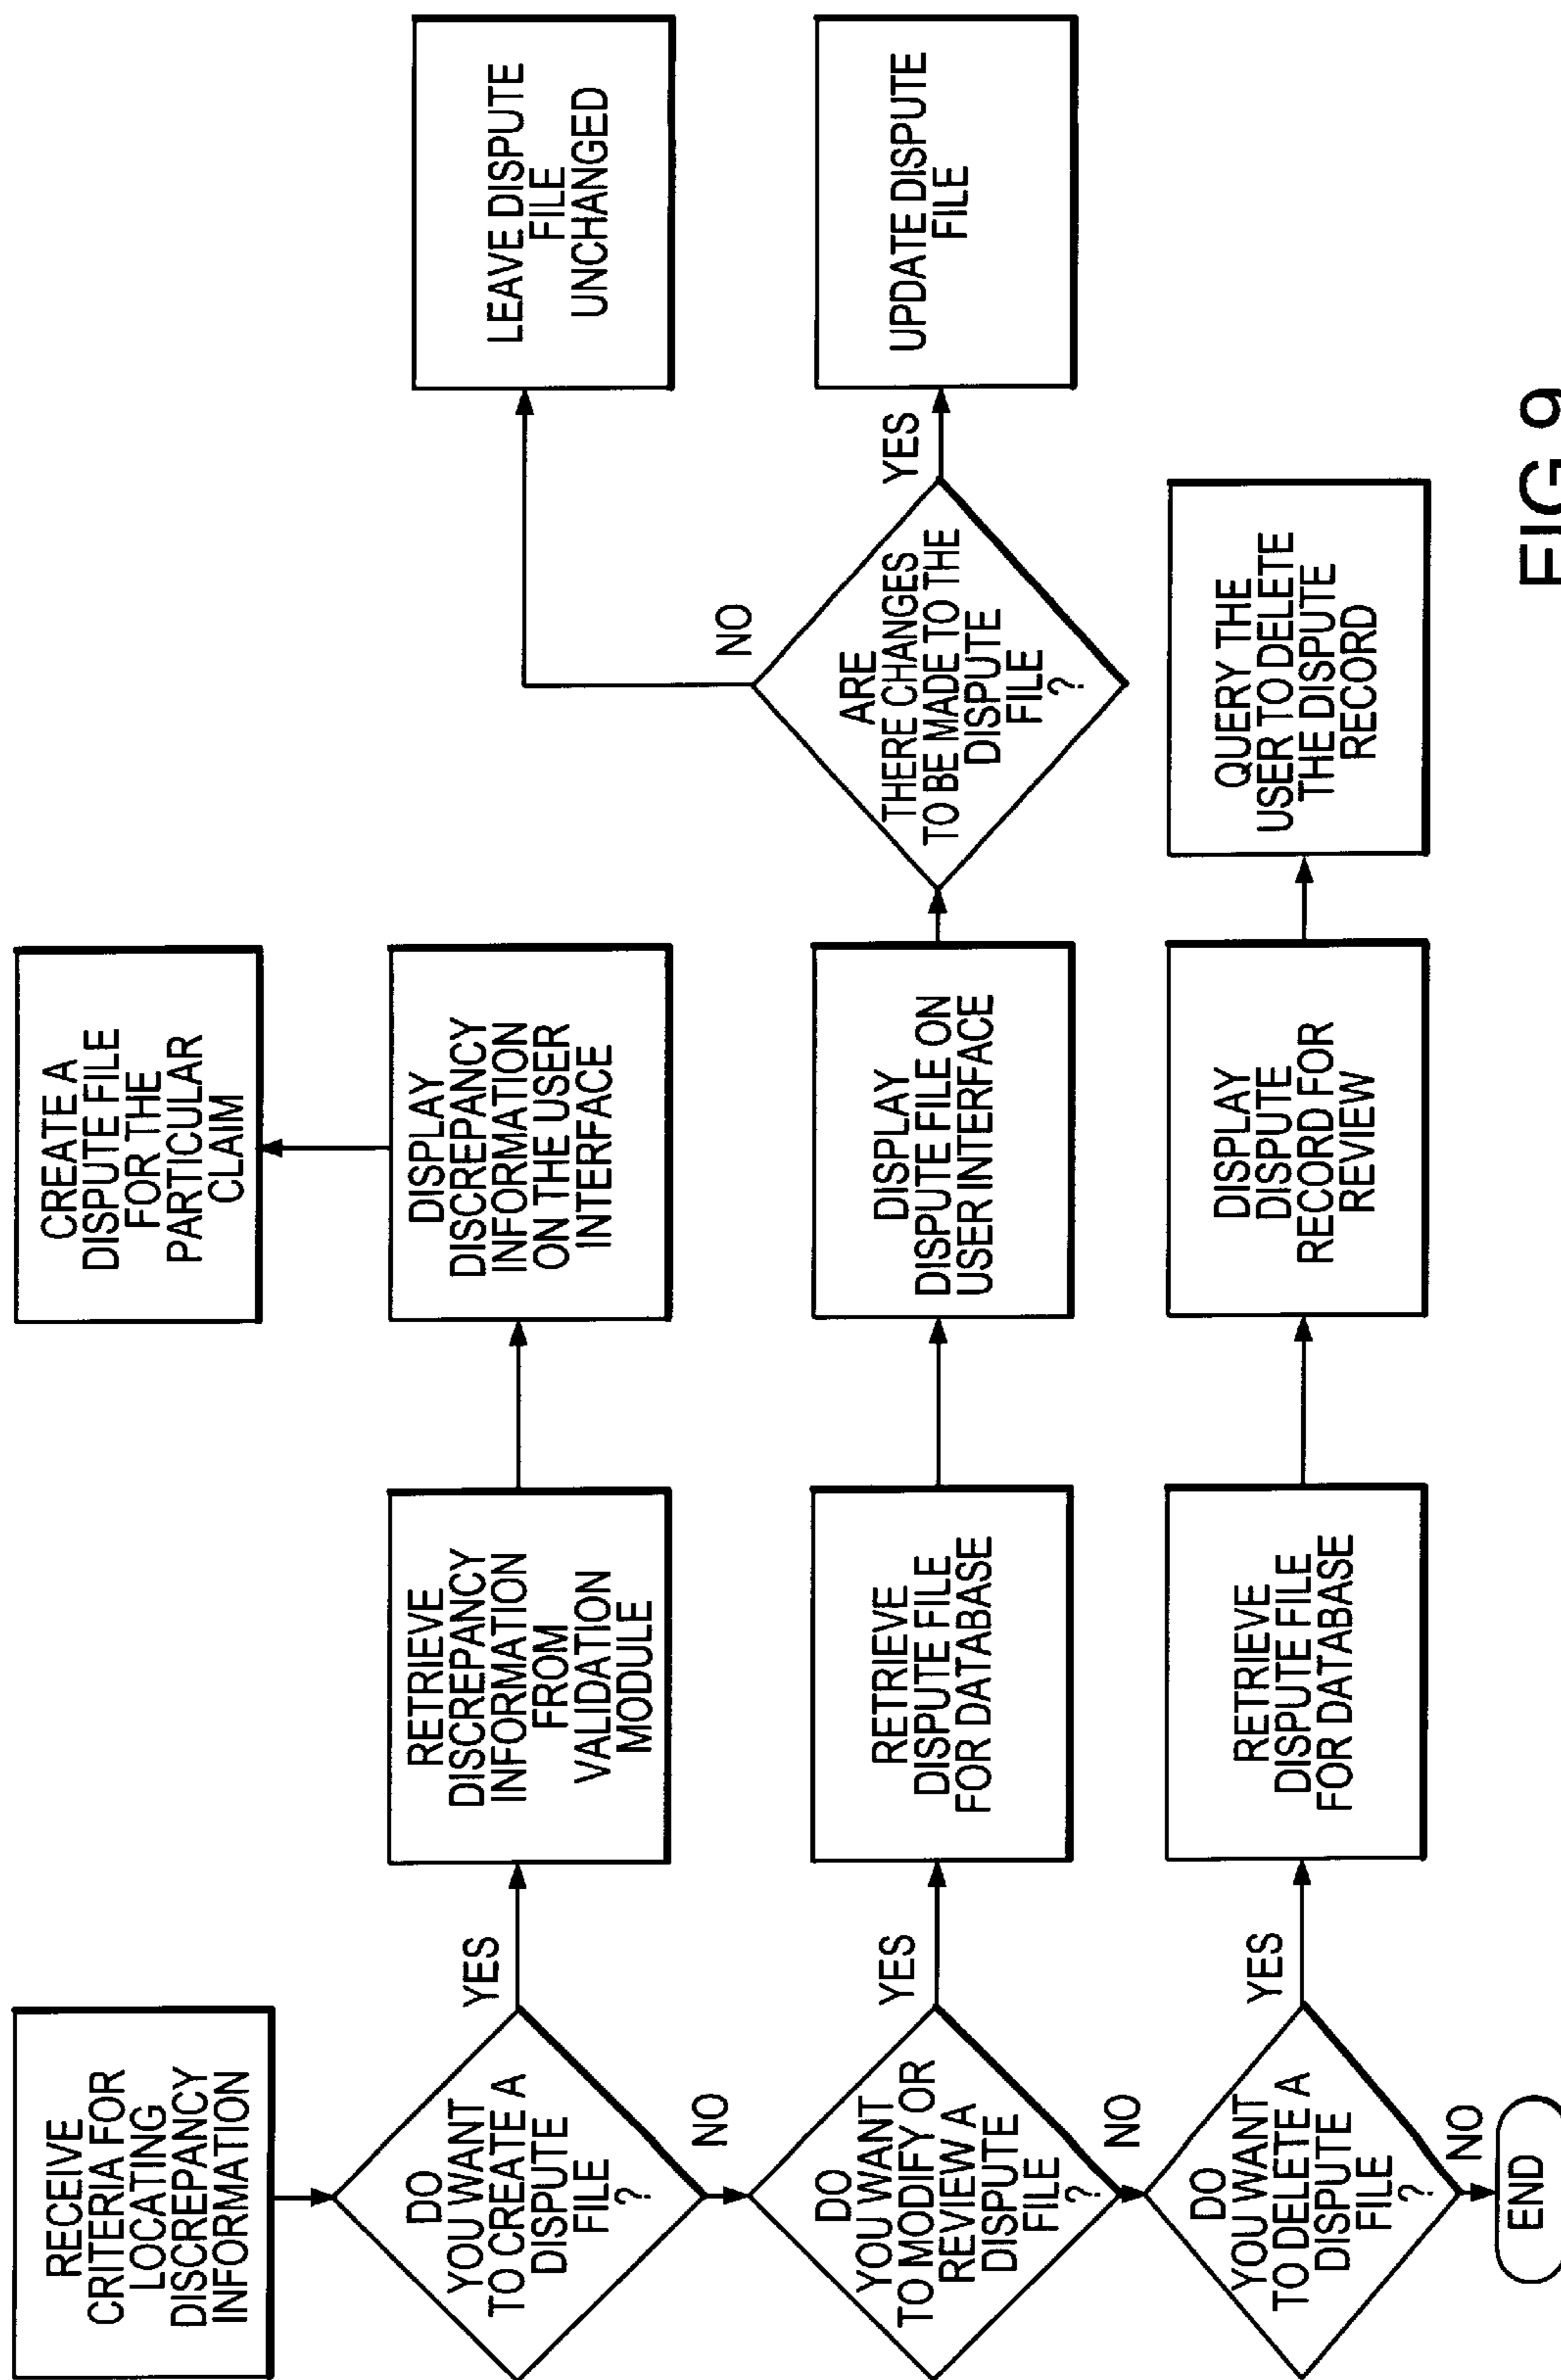 RECEIVE
CRITERIA FOR
LOCATING
DISCREPANCY
INFORMATION
DO
YOU WANT
TO CREATE A
DISPUTE
FILE
?
YES
NO
RETRIEVE
DISCREPANCY
INFORMATION
FROM
VALIDATION
MODULE
DISPLAY
DISCREPANCY
INFORMATION
ON THE USER
INTERFACE
CREATE A
DISPUTE FILE
FOR THE
PARTICULAR
CLAIM
DO
YOU WANT
TO MODIFY OR
REVIEW A
DISPUTE
FILE
?
YES
NO
RETRIEVE
DISPUTE FILE
FOR DATABASE
DISPLAY
DISPUTE FILE ON
USER INTERFACE
ARE
THERE CHANGES
TO BE MADE TO THE
DISPUTE
FILE
?
NO
YES
LEAVE DISPUTE
FILE
UNCHANGED
UPDATE DISPUTE
FILE
DO
YOU WANT
TO DELETE A
DISPUTE
FILE
?
YES
NO
RETRIEVE
DISPUTE FILE
FOR DATABASE
DISPLAY
DISPUTE
RECORD FOR
REVIEW
QUERY THE
USER TO DELETE
THE DISPUTE
RECORD
END
FIG 9